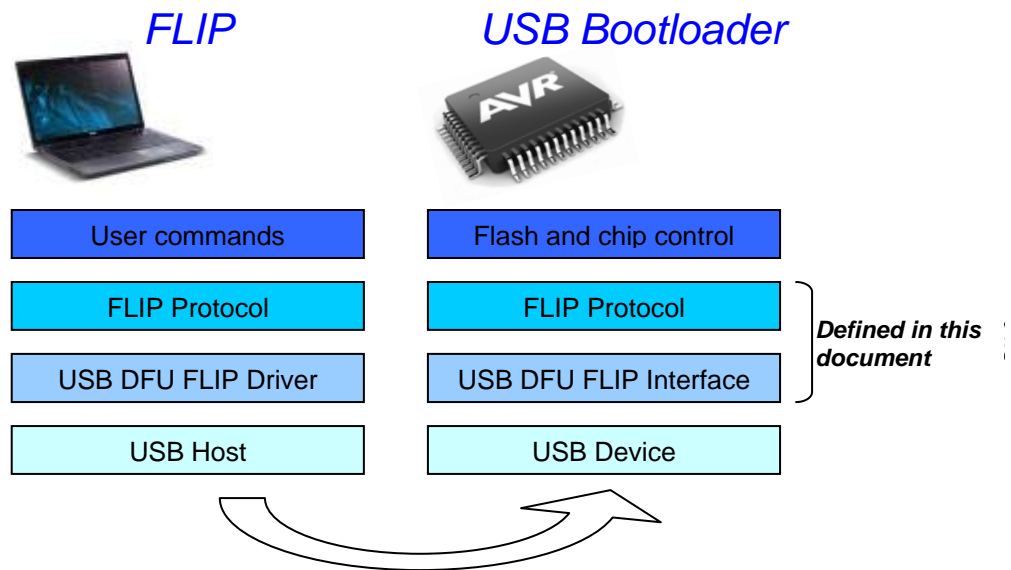 FLIP
USB Bootloader
AVR
User commands
Flash and chip control
FLIP Protocol
FLIP Protocol
USB DFU FLIP Driver
USB DFU FLIP Interface
Defined in this
document
USB Host
USB Device